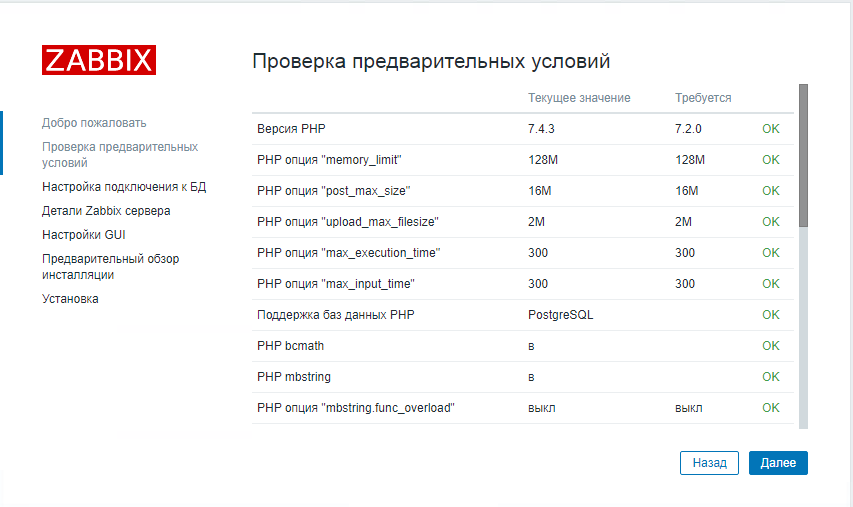 ZABBIX
Проверка предварительных условий
Добро пожаловать
Проверка предварительных
условий
Настройка подключения к БД
Детали Zabbix сервера
Настройки GUI
Предварительный обзор
инсталляции
Установка
Текущее значение Требуется
Версия PHP 7.4.3 7.2.0 OK
PHP опция "memory_limit" 128M 128M OK
PHP опция "post_max_size" 16M 16M OK
PHP опция "upload_max_filesize" 2M 2M OK
PHP опция "max_execution_time" 300 300 OK
PHP опция "max_input_time" 300 300 OK
Поддержка баз данных PHP PostgreSQL OK
PHP bcmath в OK
PHP mbstring в OK
PHP опция "mbstring.func_overload" выкл выкл OK
Назад Далее